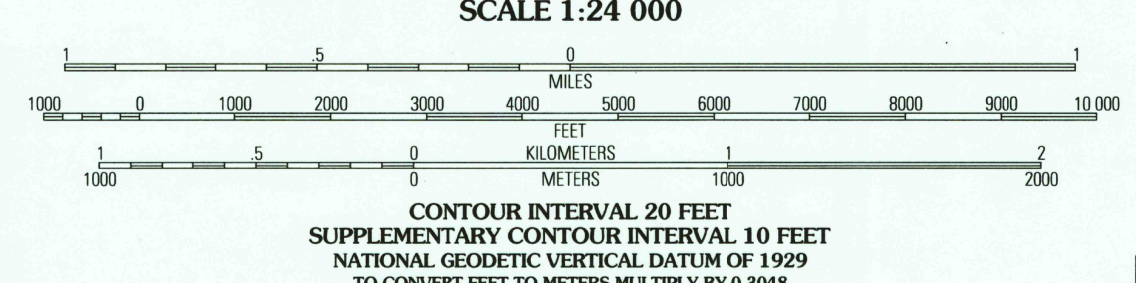 SCALE 1:24 000
1 .5 0 1
MILES
1000 0 1000 2000 3000 4000 5000 6000 7000 8000 9000 10 000
FEET
1 .5 0 KILOMETERS 1 2
1000 0 METERS 1000 2000
CONTOUR INTERVAL 20 FEET
SUPPLEMENTARY CONTOUR INTERVAL 10 FEET
NATIONAL GEODETIC VERTICAL DATUM OF 1929
TO CONVERT FEET TO METERS MULTIPLY BY 0.3048